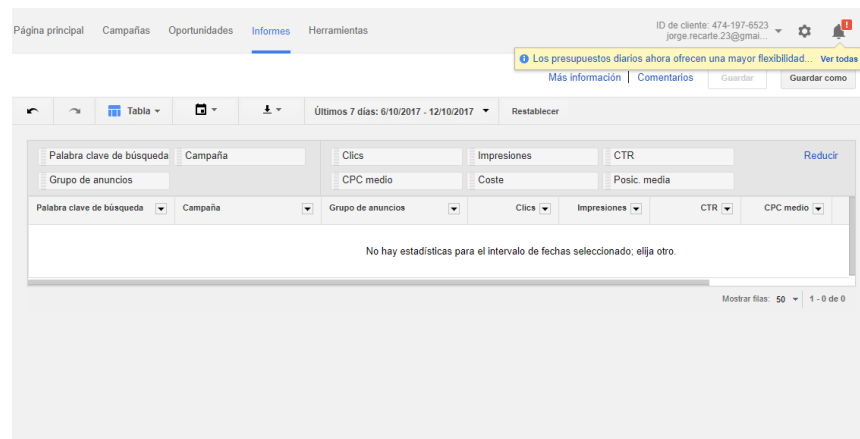 Página principal Campañas Oportunidades Informes Herramientas
ID de cliente: 474-197-6523
jorge.recarte.23@gmai...
!
Los presupuestos diarios ahora ofrecen una mayor flexibilidad... Ver todas
Más información Comentarios Guardar Guardar como
Tabla Últimos 7 días: 6/10/2017 - 12/10/2017 Restablecer
Palabra clave de búsqueda Campaña Clics Impresiones CTR Reducir
Grupo de anuncios CPC medio Coste Posic. media
Palabra clave de búsqueda Campaña Grupo de anuncios Clics Impresiones CTR CPC medio
No hay estadísticas para el intervalo de fechas seleccionado; elija otro.
Mostrar filas: 50 1 - 0 de 0